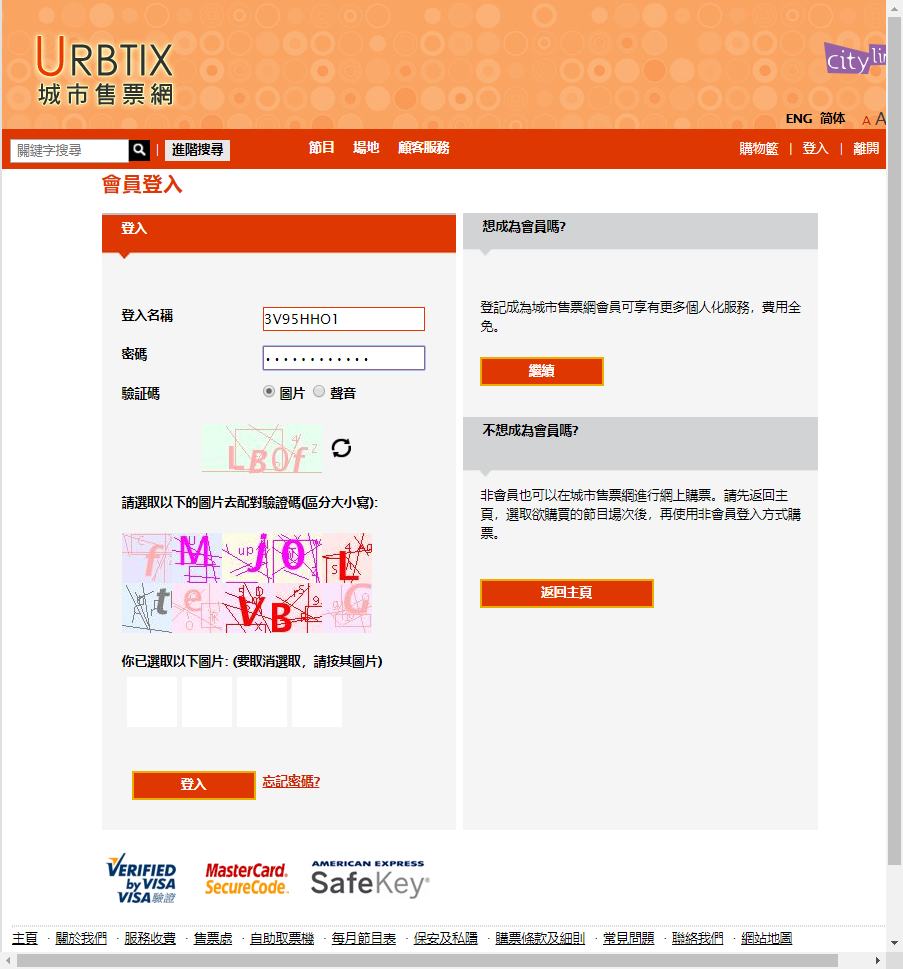 URBTIX
城市售票網
city
ENG 简体 A A
關鍵字搜尋 | 進階搜尋 節目 場地 顧客服務 購物籃 | 登入 | 離開
會員登入
登入
登入名稱 3V95HHO1
密碼 ············
驗証碼 圖片 聲音
LBOf
請選取以下的圖片去配對驗證碼(區分大小寫):
f M j o L
t e V B G
你已選取以下圖片: (要取消選取，請按其圖片)
登入 忘記密碼?
想成為會員嗎?
登記成為城市售票網會員可享有更多個人化服務，費用全
免。
繼續
不想成為會員嗎?
非會員也可以在城市售票網進行網上購票。請先返回主
頁，選取欲購買的節目場次後，再使用非會員登入方式購
票。
返回主頁
VERIFIED
by VISA
VISA驗證
MasterCard.
SecureCode.
AMERICAN EXPRESS
SafeKey®
主頁 · 關於我們 · 服務收費 · 售票處 · 自助取票機 · 每月節目表 · 保安及私隱 · 購票條款及細則 · 常見問題 · 聯絡我們 · 網站地圖